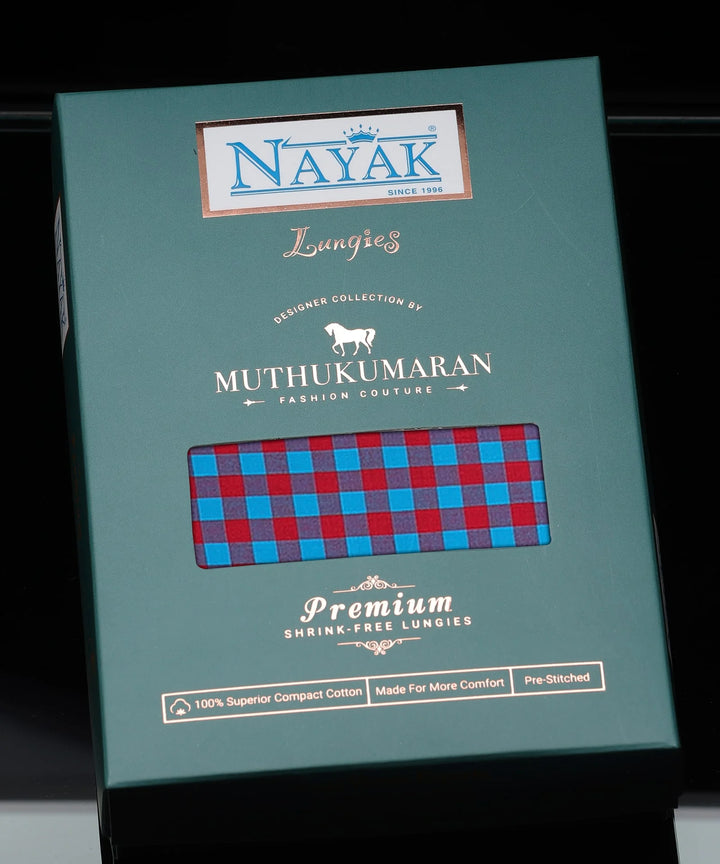 NAYAK®
SINCE 1996
Lungies
DESIGNER COLLECTION BY
MUTHUKUMARAN
FASHION COUTURE
Premium
SHRINK-FREE LUNGIES
100% Superior Compact Cotton Made For More Comfort Pre-Stitched